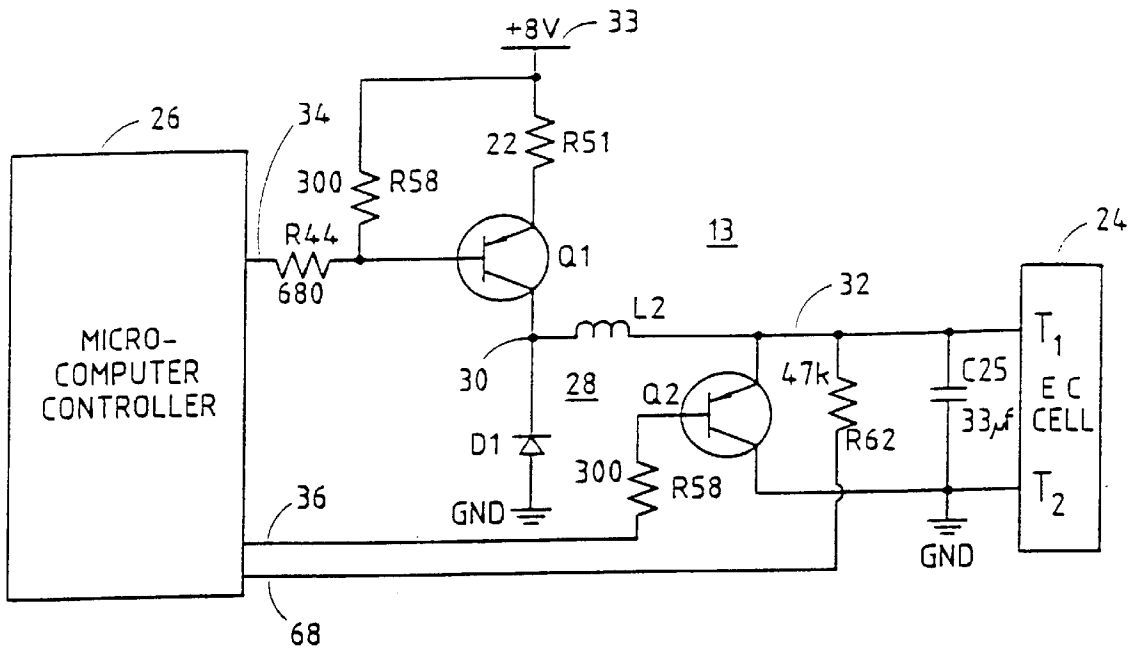 +8V 33
26 34
22 R51
300 R58
R44
680
Q1
13
24
MICRO-
COMPUTER
CONTROLLER
30
L2
32
28
Q2
47k
R62
C25
33µf
T1
EC
CELL
T2
D1
GND
300
R58
GND
36
68